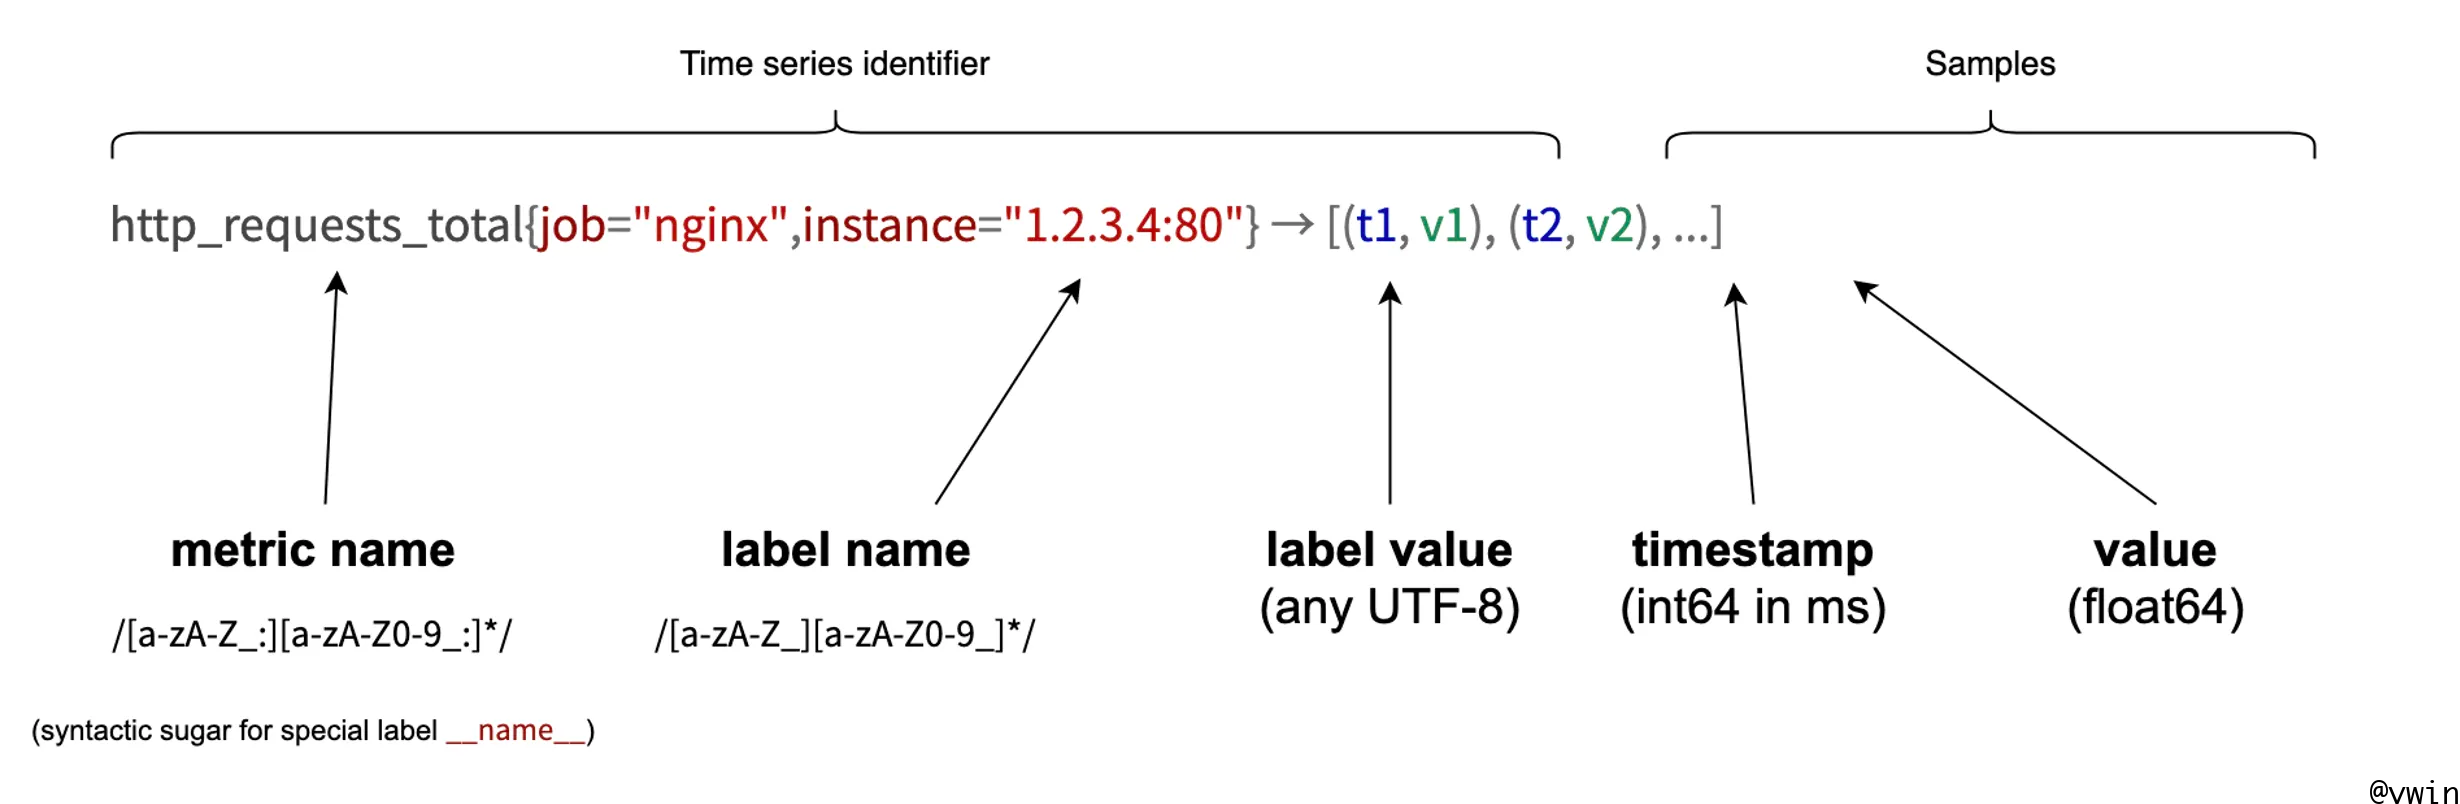 Time series identifier
Samples
http_requests_total{job="nginx",instance="1.2.3.4:80"} → [(t1, v1), (t2, v2), ...]
metric name
label name
label value
timestamp
value
/[a-zA-Z_:][a-zA-Z0-9_:]*/
/[a-zA-Z_][a-zA-Z0-9_]*/
(any UTF-8)
(int64 in ms)
(float64)
(syntactic sugar for special label __name__)
@vwin